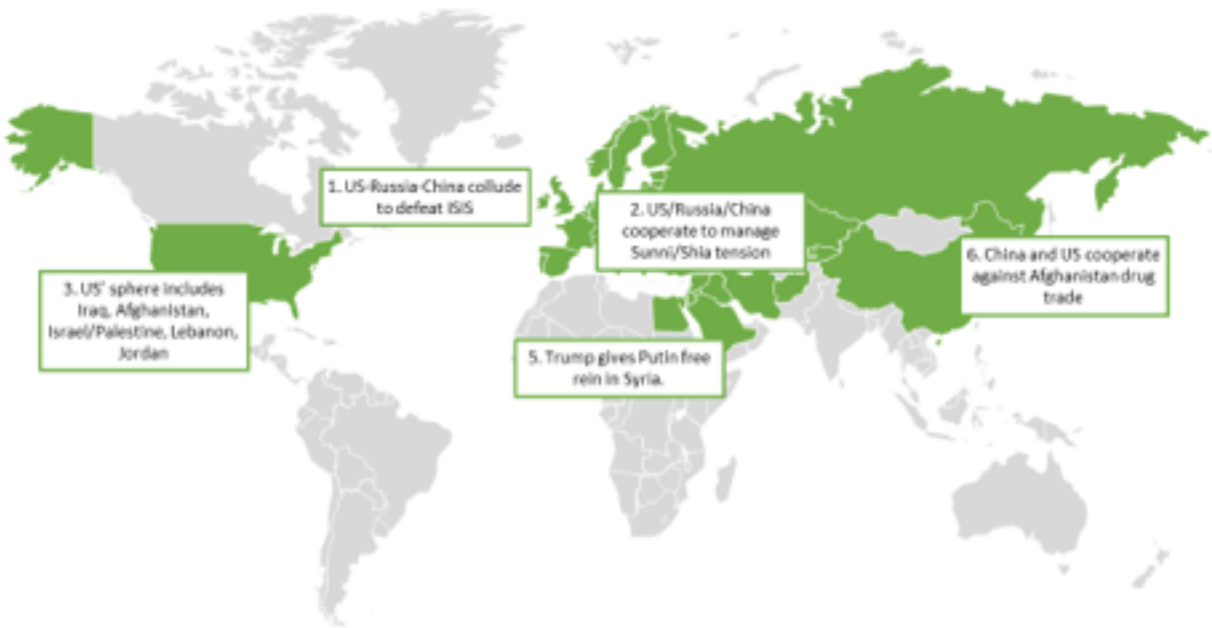 1. US-Russia-China collude
to defeat ISIS
2. US/Russia/China
cooperate to manage
Sunni/Shia tension
3. US' sphere includes
Iraq, Afghanistan,
Israel/Palestine, Lebanon,
Jordan
5. Trump gives Putin free
rein in Syria.
6. China and US cooperate
against Afghanistan drug
trade